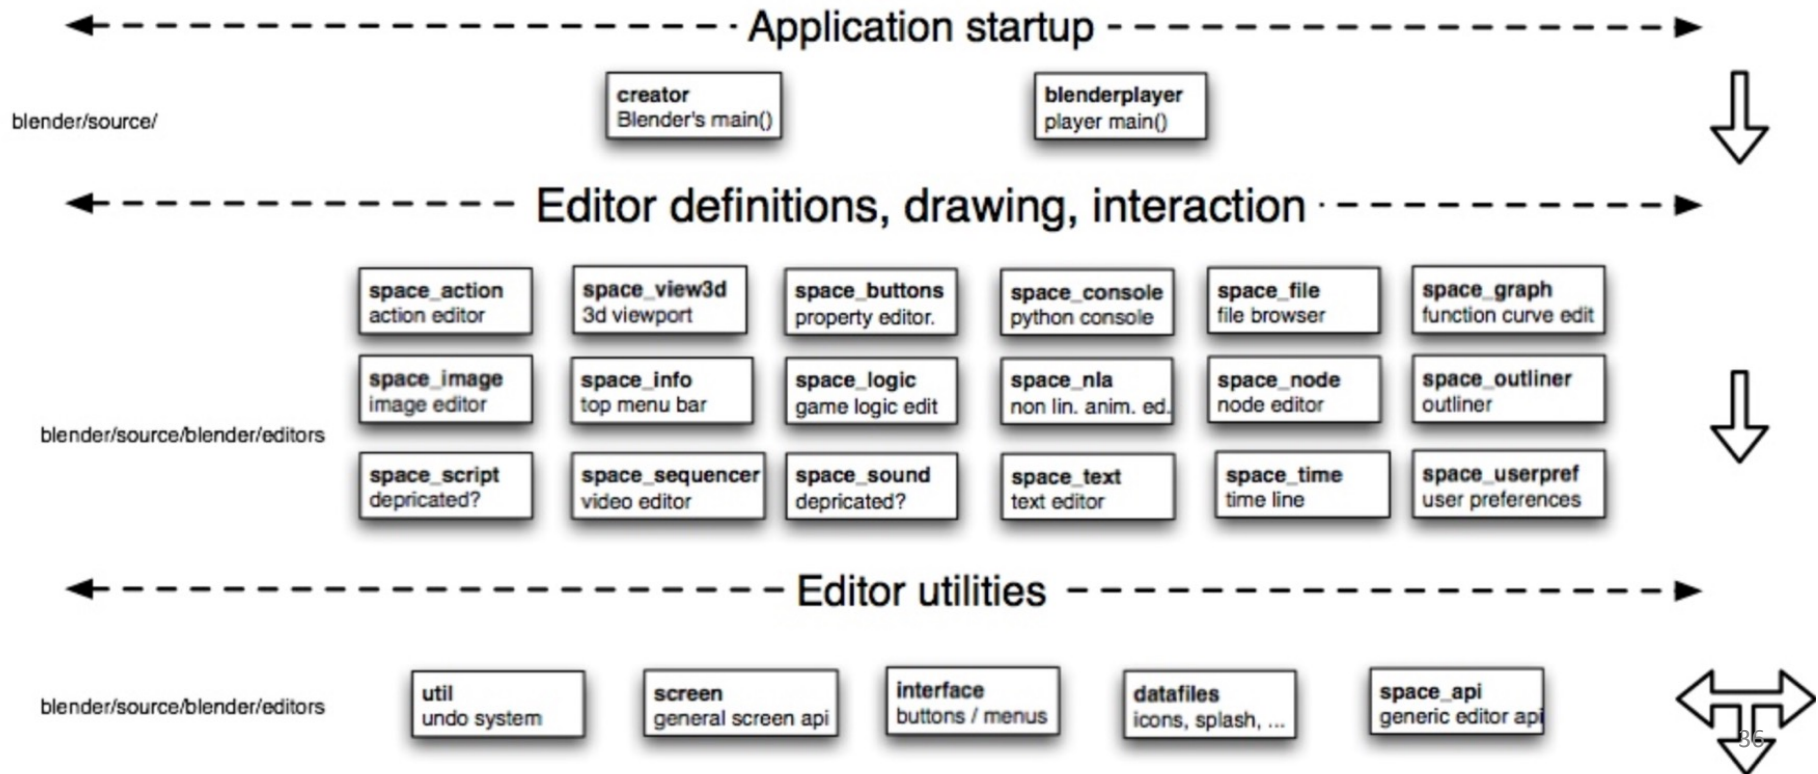 Application startup
blender/source/
creator
Blender's main()
blenderplayer
player main()
Editor definitions, drawing, interaction
space_action
action editor
space_view3d
3d viewport
space_buttons
property editor.
space_console
python console
space_file
file browser
space_graph
function curve edit
space_image
image editor
space_info
top menu bar
space_logic
game logic edit
space_nla
non lin. anim. ed.
space_node
node editor
space_outliner
outliner
blender/source/blender/editors
space_script
depricated?
space_sequencer
video editor
space_sound
depricated?
space_text
text editor
space_time
time line
space_userpref
user preferences
Editor utilities
blender/source/blender/editors
util
undo system
screen
general screen api
interface
buttons / menus
datafiles
icons, splash, ...
space_api
generic editor api
36